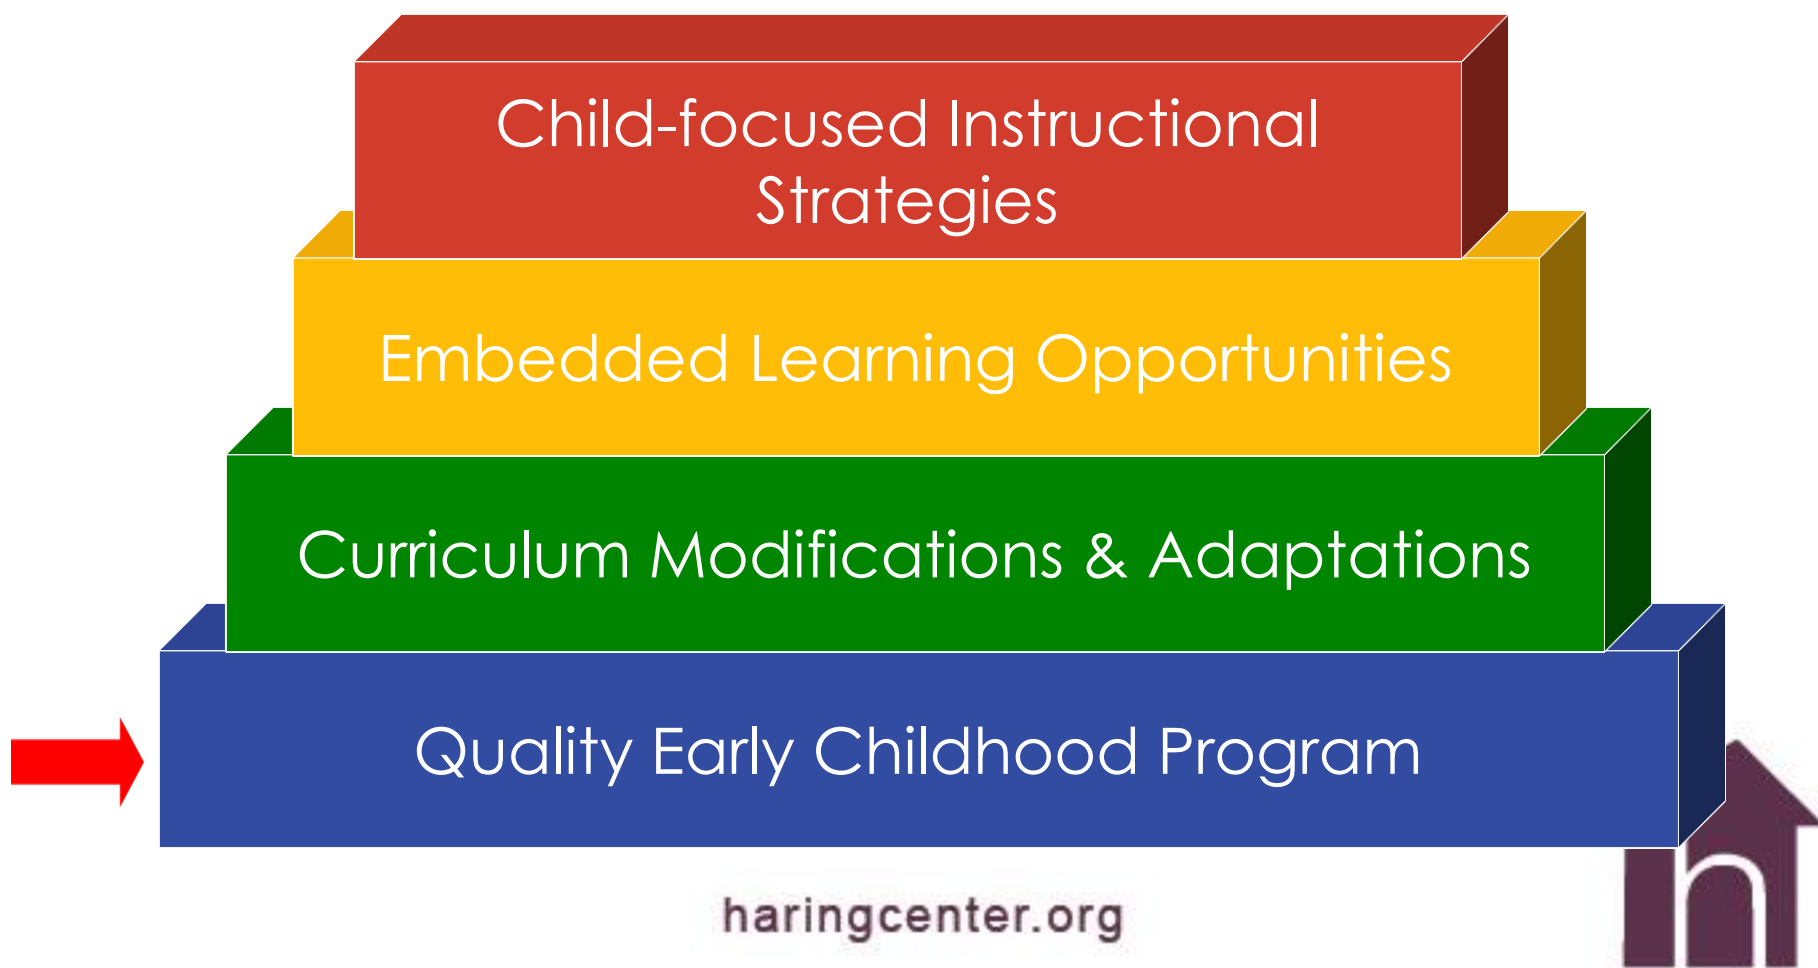 Child-focused Instructional
Strategies
Embedded Learning Opportunities
Curriculum Modifications & Adaptations
Quality Early Childhood Program
haringcenter.org
h